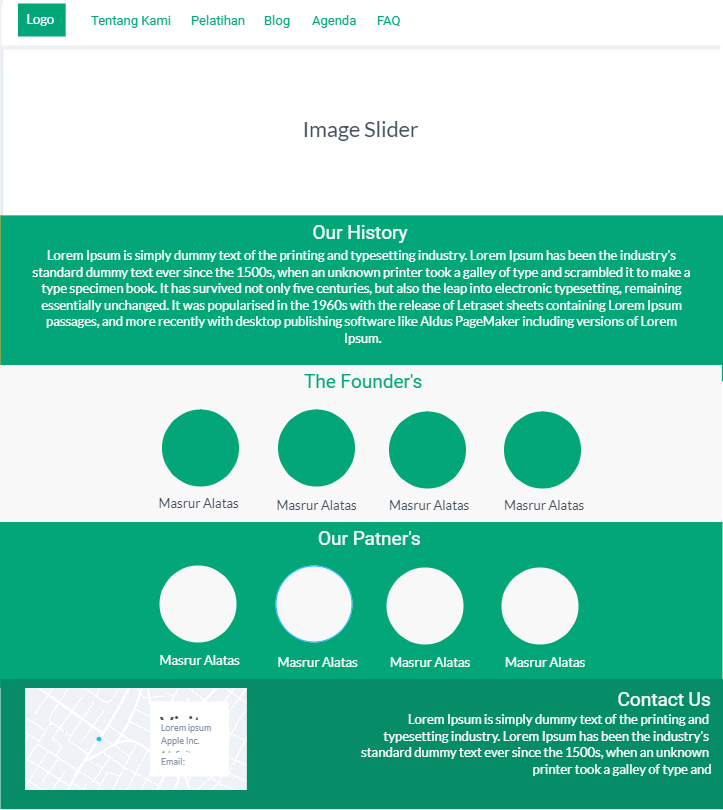 Logo
Tentang Kami
Pelatihan
Blog
Agenda
FAQ
Image Slider
Our History
Lorem Ipsum is simply dummy text of the printing and typesetting industry. Lorem Ipsum has been the industry's
standard dummy text ever since the 1500s, when an unknown printer took a galley of type and scrambled it to make a
type specimen book. It has survived not only five centuries, but also the leap into electronic typesetting, remaining
essentially unchanged. It was popularised in the 1960s with the release of Letraset sheets containing Lorem Ipsum
passages, and more recently with desktop publishing software like Aldus PageMaker including versions of Lorem
Ipsum.
The Founder's
Masrur Alatas
Masrur Alatas
Masrur Alatas
Masrur Alatas
Our Patner's
Masrur Alatas
Masrur Alatas
Masrur Alatas
Masrur Alatas
Lorem ipsum
Apple Inc.
Email:
Contact Us
Lorem Ipsum is simply dummy text of the printing and
typesetting industry. Lorem Ipsum has been the industry's
standard dummy text ever since the 1500s, when an unknown
printer took a galley of type and